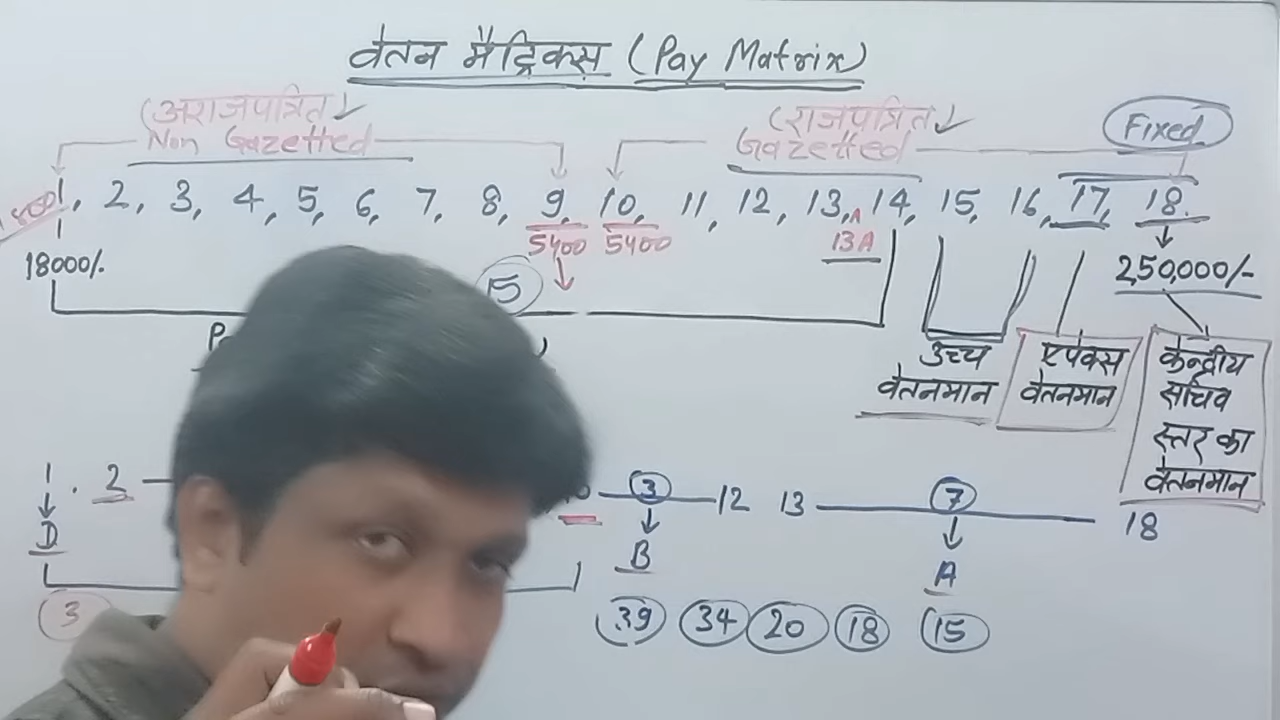 वेतन मैट्रिक्स (Pay Matrix)
(अराजपत्रित
Non Gazetted
(राजपत्रित
Gazetted
Fixed
1, 2, 3, 4, 5, 6, 7, 8, 9, 10, 11, 12, 13, 14, 15, 16, 17, 18.
A
5400 5400 13A
18000/-
15
250,000/-
उच्च
वेतनमान
एपेक्स
वेतनमान
केन्द्रीय
सचिव
स्तर का
वेतनमान
1. 2 3 12 13 7 18
D B A
3 39 34 20 18 15